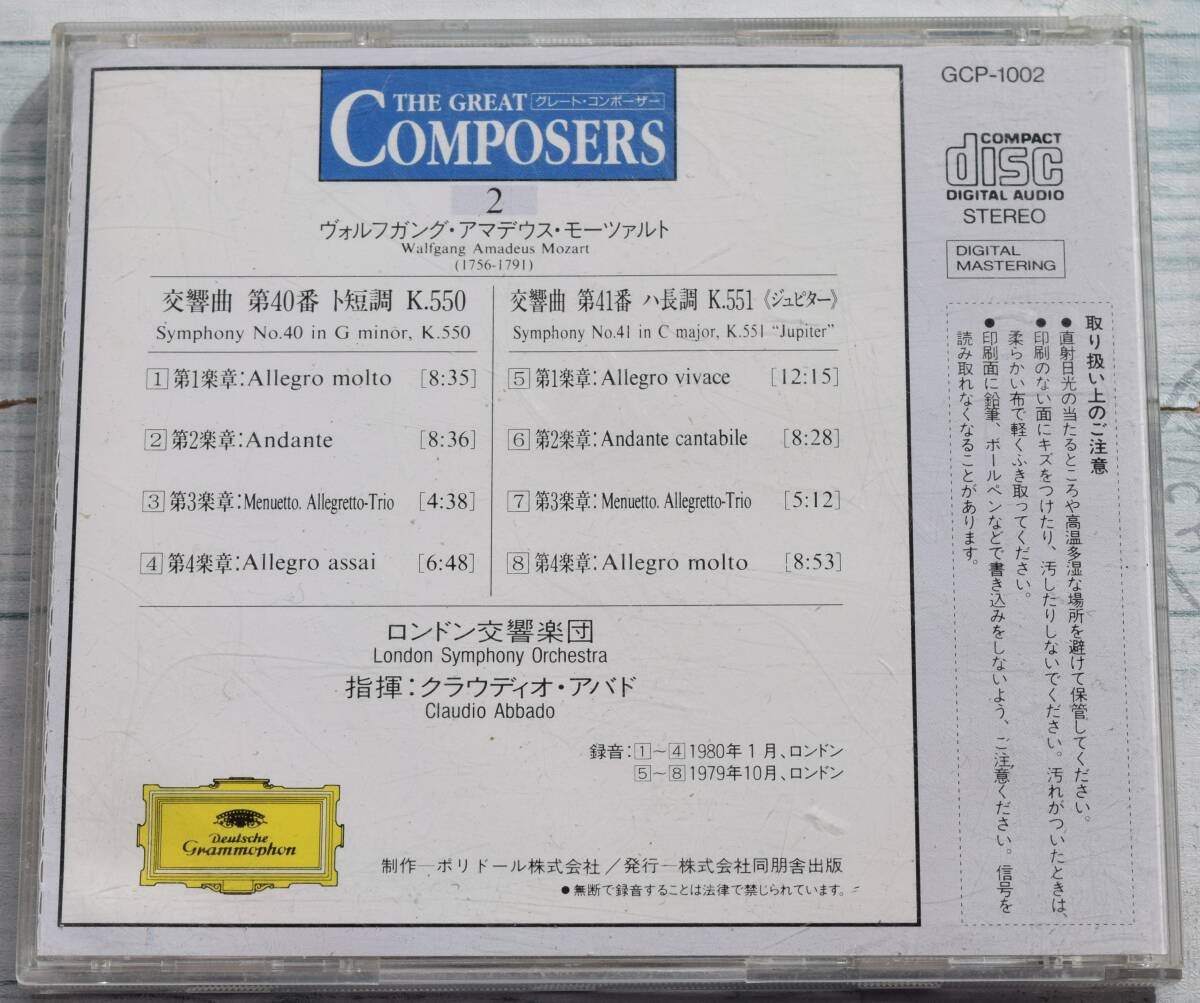 THE GREAT グレート・コンポーザー
COMPOSERS
2
ヴォルフガング・アマデウス・モーツァルト
Walfgang Amadeus Mozart
(1756-1791)
交響曲 第40番 ト短調 K.550
Symphony No.40 in G minor, K.550
1 第1楽章:Allegro molto [8:35]
2 第2楽章:Andante [8:36]
3 第3楽章:Menuetto. Allegretto-Trio [4:38]
4 第4楽章:Allegro assai [6:48]
交響曲 第41番 ハ長調 K.551《ジュピター》
Symphony No.41 in C major, K.551 “Jupiter”
5 第1楽章:Allegro vivace [12:15]
6 第2楽章:Andante cantabile [8:28]
7 第3楽章:Menuetto. Allegretto-Trio [5:12]
8 第4楽章:Allegro molto [8:53]
ロンドン交響楽団
London Symphony Orchestra
指揮:クラウディオ・アバド
Claudio Abbado
録音:1~4 1980年1月、ロンドン
5~8 1979年10月、ロンドン
Deutsche
Grammophon
制作―ポリドール株式会社/発行―株式会社同朋舎出版
●無断で録音することは法律で禁じられています。
GCP-1002
COMPACT
disc
DIGITAL AUDIO
STEREO
DIGITAL
MASTERING
取り扱い上のご注意
●直射日光の当たるところや高温多湿な場所を避けて保管してください。
●印刷のない面にキズをつけたり、汚したりしないでください。汚れがついたときは、
柔らかい布で軽くふき取ってください。
●印刷面に鉛筆、ボールペンなどで書き込みをしないよう、ご注意ください。信号を
読み取れなくなることがあります。